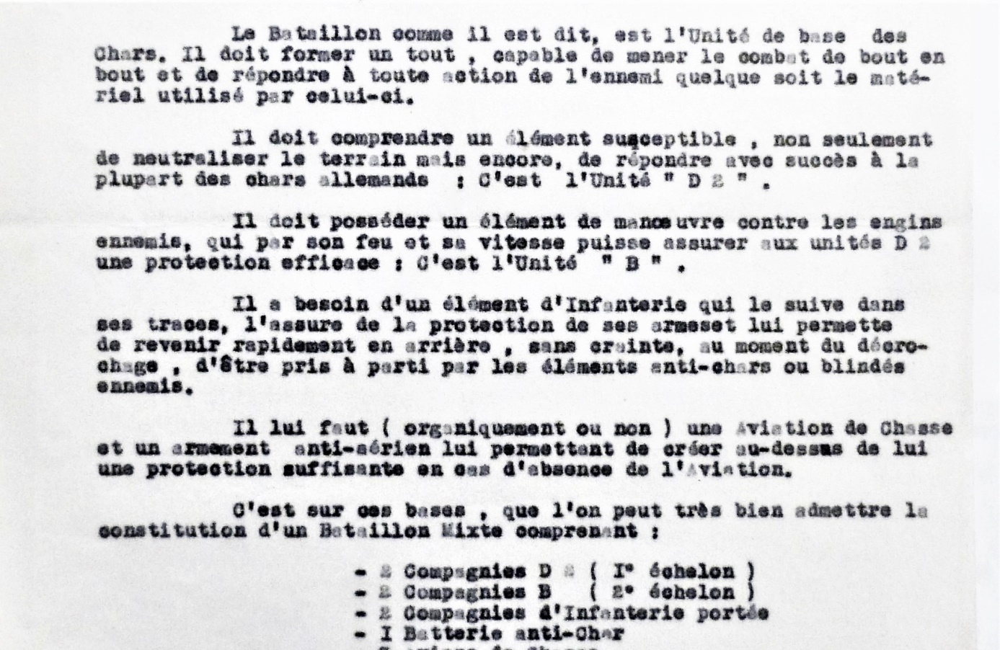 Le Bataillon comme il est dit, est l'Unité de base des
Chars. Il doit former un tout , capable de mener le combat de bout en
bout et de répondre à toute action de l'ennemi quelque soit le maté-
riel utilisé par celui-ci.
Il doit comprendre un élément susceptible , non seulement
de neutraliser le terrain mais encore, de répondre avec succès à la
plupart des chars allemands : C'est l'Unité " D 2 " .
Il doit posséder un élément de manœuvre contre les engins
ennemis, qui par son feu et sa vitesse puisse assurer aux unités D 2
une protection efficace : C'est l'Unité " B " .
Il a besoin d'un élément d'Infanterie qui le suive dans
ses traces, l'assure de la protection de ses armeset lui permette
de revenir rapidement en arrière , sans crainte, au moment du décro-
chage , d'être pris à parti par les éléments anti-chars ou blindés
ennemis.
Il lui faut ( organiquement ou non ) une Aviation de Chasse
et un armement anti-aérien lui permettant de créer au-dessus de lui
une protection suffisante en cas d'absence de l'Aviation.
C'est sur ces bases , que l'on peut très bien admettre la
constitution d'un Bataillon Mixte comprenant :
- 2 Compagnies D 2 ( I° échelon )
- 2 Compagnies B ( 2° échelon )
- 2 Compagnies d'Infanterie portée
- I Batterie anti-Char